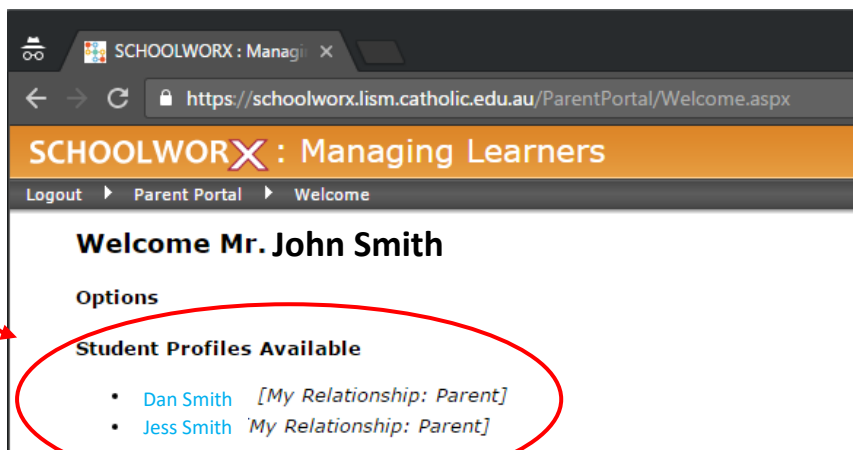 SCHOOLWORX : Managi
https://schoolworx.lism.catholic.edu.au/ParentPortal/Welcome.aspx
SCHOOLWORX : Managing Learners
Logout Parent Portal Welcome
Welcome Mr. John Smith
Options
Student Profiles Available
• Dan Smith [My Relationship: Parent]
• Jess Smith My Relationship: Parent]